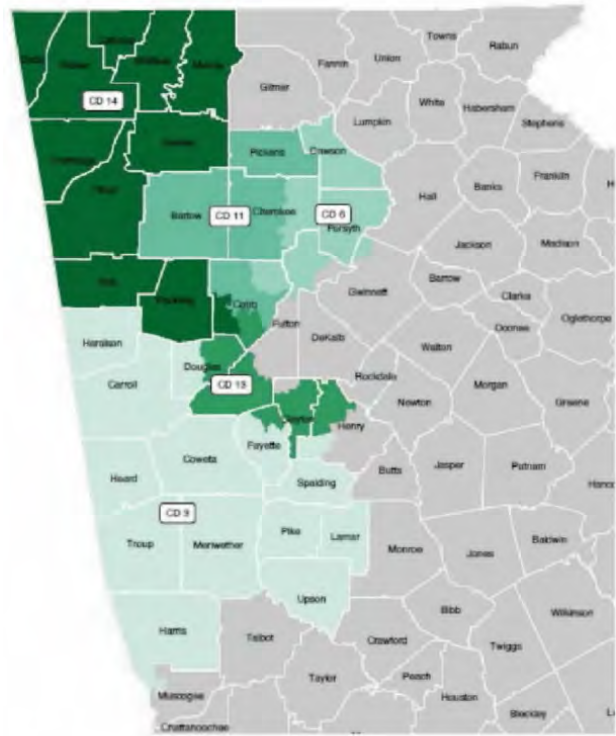 Towns
Rabun
Union
Fannin
Gilmer
White
Habersham
Lumpkin
Stephens
CD 14
Pickens
Dawson
Franklin
Banks
Hall
Bartow
CD 11
Cherokee
CD 6
Forsyth
Jackson
Madison
Barrow
Gwinnett
Clarke
Cobb
Oglethorpe
Oconee
Fulton
DeKalb
Walton
Haralson
Douglas
Rockdale
Morgan
Greene
Carroll
CD 13
Newton
Clayton
Henry
Fayette
Coweta
Butts
Jasper
Putnam
Heard
Spalding
CD 3
Troup
Meriwether
Pike
Lamar
Monroe
Jones
Baldwin
Upson
Bibb
Wilkinson
Harris
Talbot
Crawford
Twiggs
Peach
Taylor
Houston
Muscogee
Bleckley
Chattahoochee